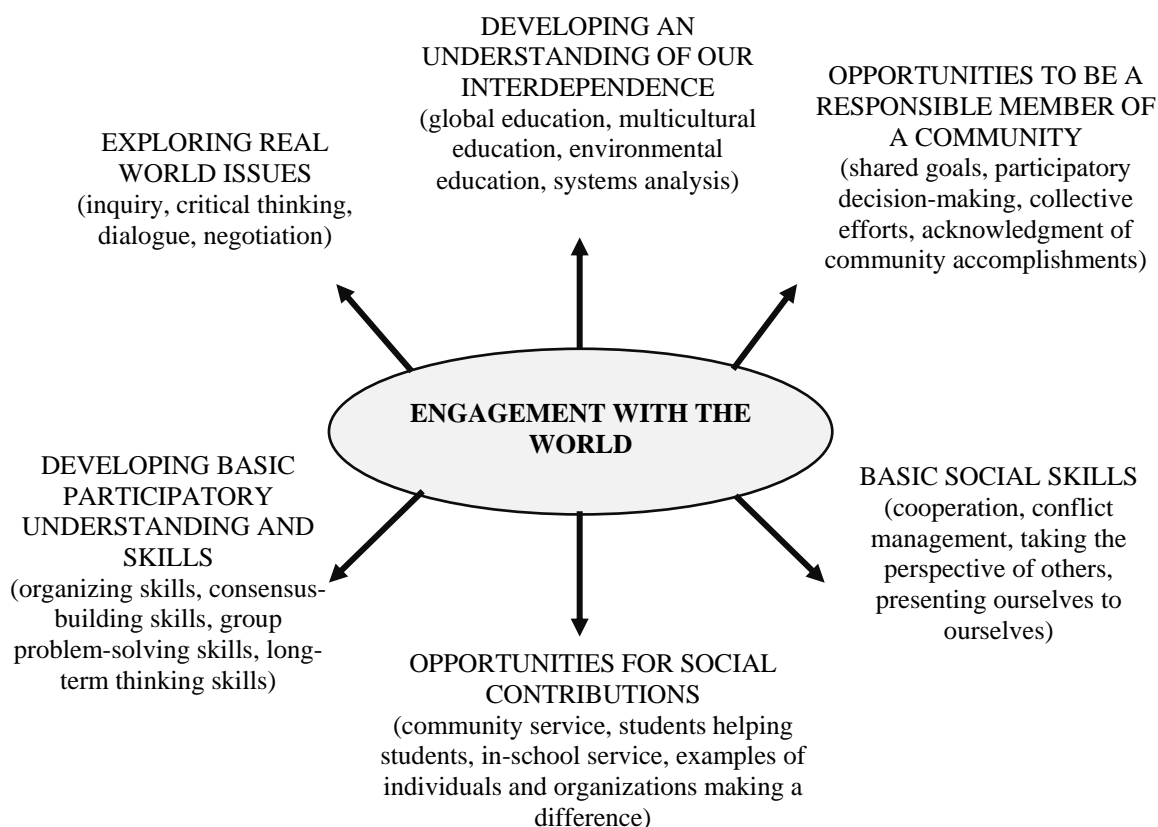 DEVELOPING AN
UNDERSTANDING OF OUR
INTERDEPENDENCE
(global education, multicultural
education, environmental
education, systems analysis)
OPPORTUNITIES TO BE A
RESPONSIBLE MEMBER OF
A COMMUNITY
(shared goals, participatory
decision-making, collective
efforts, acknowledgment of
community accomplishments)
EXPLORING REAL
WORLD ISSUES
(inquiry, critical thinking,
dialogue, negotiation)
ENGAGEMENT WITH THE
WORLD
DEVELOPING BASIC
PARTICIPATORY
UNDERSTANDING AND
SKILLS
(organizing skills, consensus-
building skills, group
problem-solving skills, long-
term thinking skills)
BASIC SOCIAL SKILLS
(cooperation, conflict
management, taking the
perspective of others,
presenting ourselves to
ourselves)
OPPORTUNITIES FOR SOCIAL
CONTRIBUTIONS
(community service, students helping
students, in-school service, examples of
individuals and organizations making a
difference)